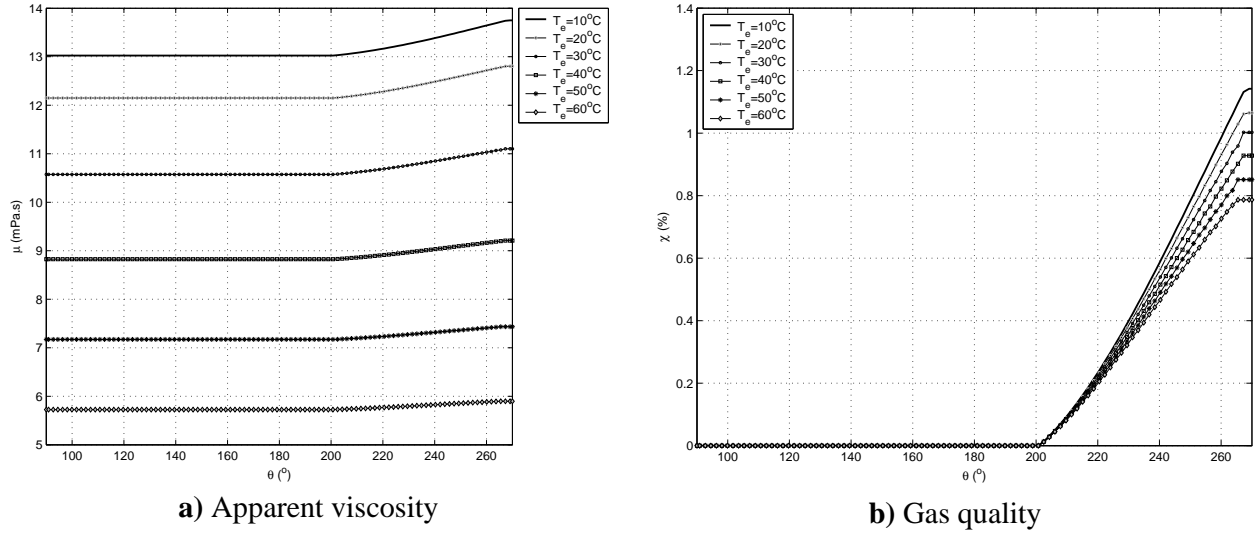 14
13
12
11
10
9
8
7
6
5
μ (mPa.s)
100 120 140 160 180 200 220 240 260
θ (°)
T_e=10°C
T_e=20°C
T_e=30°C
T_e=40°C
T_e=50°C
T_e=60°C
a) Apparent viscosity
1.4
1.2
1
0.8
0.6
0.4
0.2
0
χ (%)
100 120 140 160 180 200 220 240 260
θ (°)
T_e=10°C
T_e=20°C
T_e=30°C
T_e=40°C
T_e=50°C
T_e=60°C
b) Gas quality